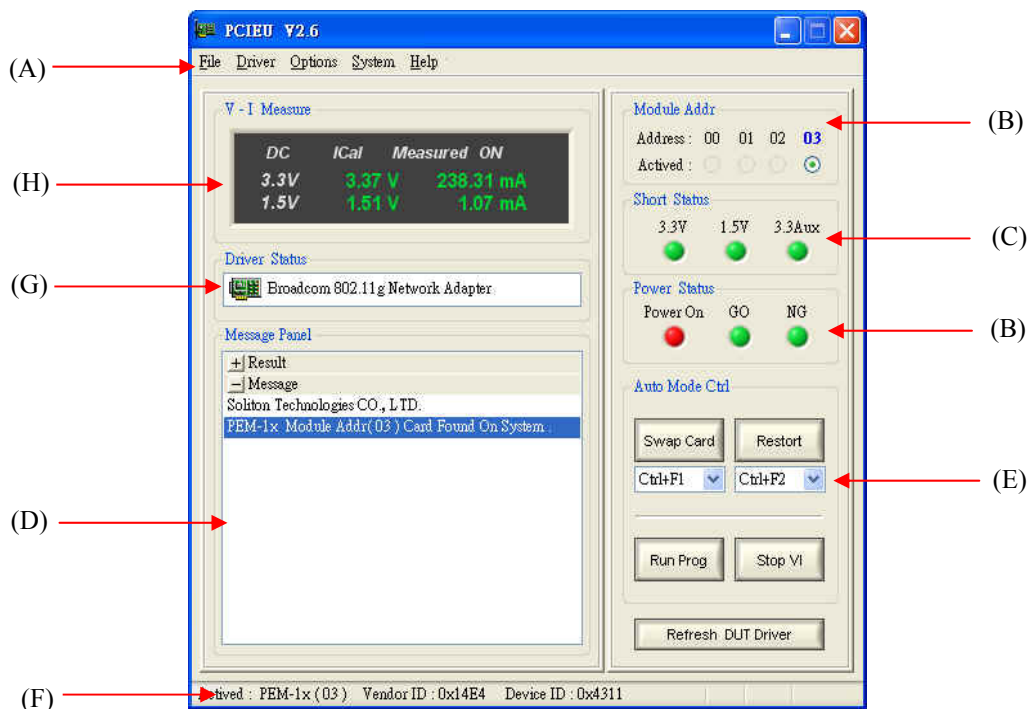 PCIEU V2.6
File Driver Options System Help
(A)
V - I Measure
DC ICal Measured ON
3.3V 3.37 V 238.31 mA
1.5V 1.51 V 1.07 mA
(H)
Driver Status
Broadcom 802.11g Network Adapter
(G)
Message Panel
+ Result
- Message
Soliton Technologies CO., LTD.
PEM-1x Module Addr( 03 ) Card Found On System .
(D)
Module Addr
Address : 00 01 02 03
Actived :
(B)
Short Status
3.3V 1.5V 3.3Aux
(C)
Power Status
Power On GO NG
(B)
Auto Mode Ctrl
Swap Card Restort
Ctrl+F1 Ctrl+F2
(E)
Run Prog Stop VI
Refresh DUT Driver
(F)
Actived : PEM-1x ( 03 ) Vendor ID : 0x14E4 Device ID : 0x4311